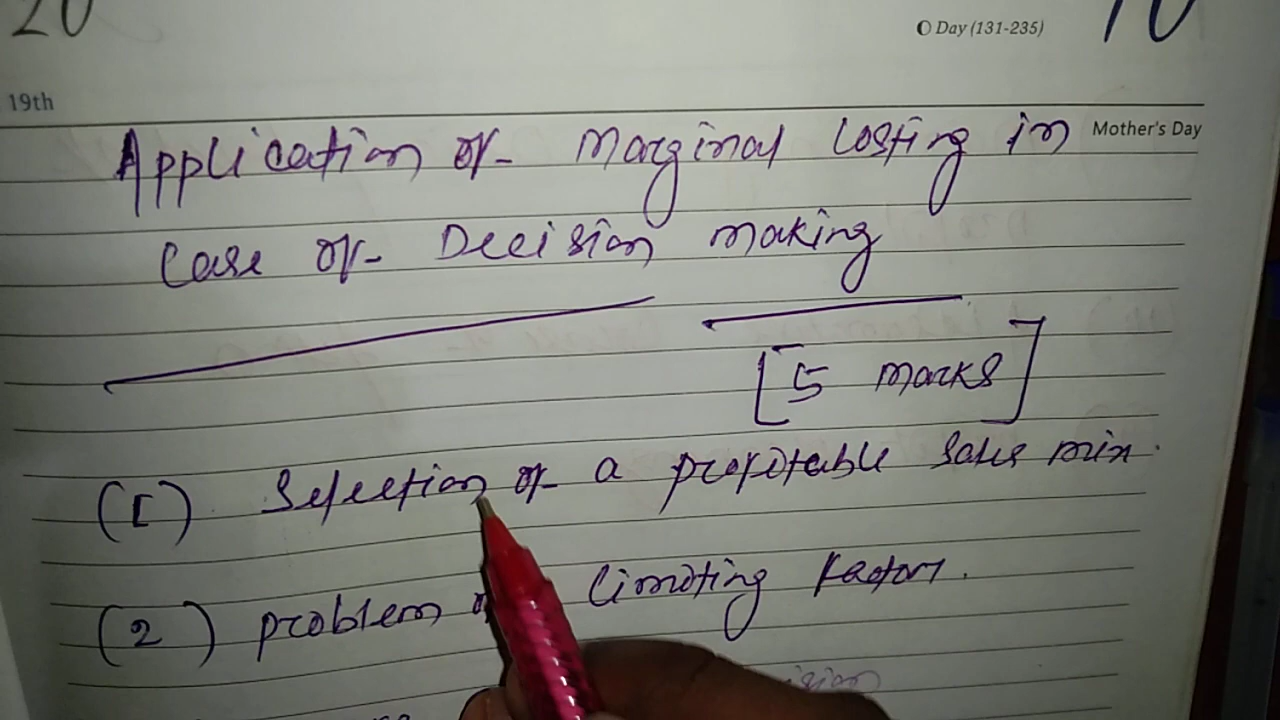 20
Day (131-235)
10
19th
Application of Marginal Costing in
Mother's Day
Case of Decision making
[5 marks]
(1) Selection of a profitable sales mix.
(2) problem of limiting factor.